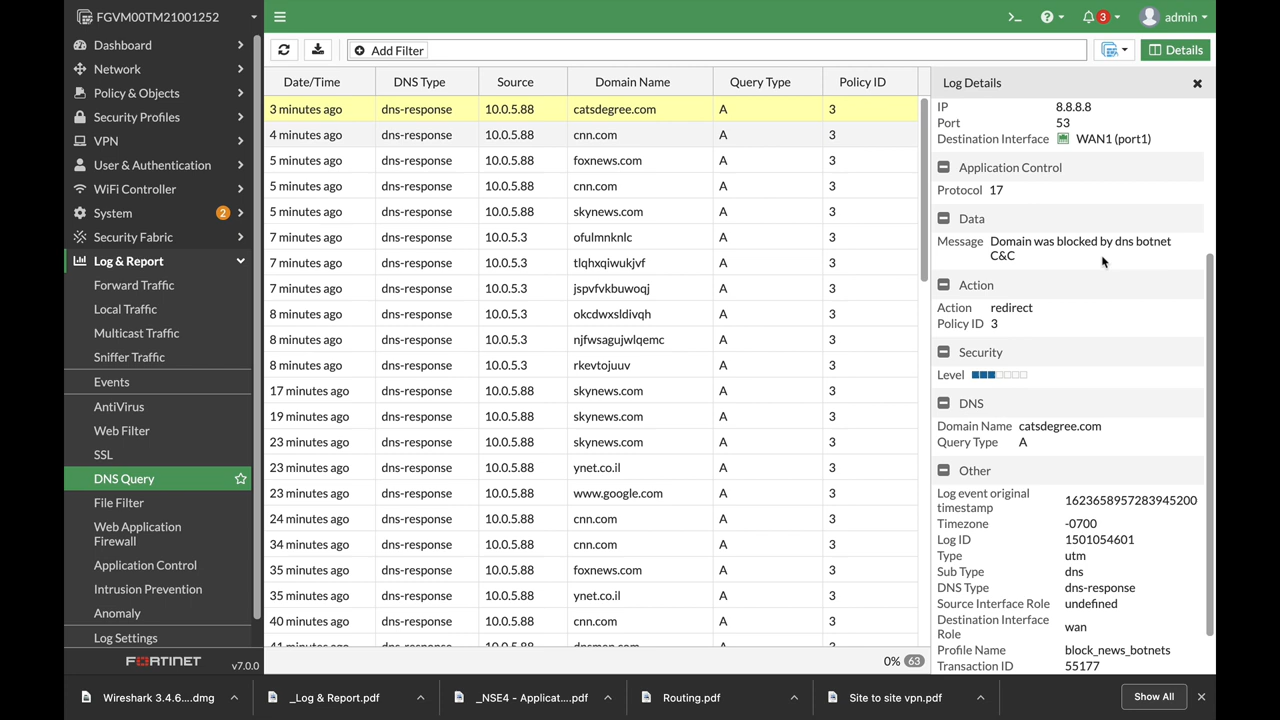 FGVM00TM21001252
3
admin
Dashboard
Network
Policy & Objects
Security Profiles
VPN
User & Authentication
WiFi Controller
System 2
Security Fabric
Log & Report
Forward Traffic
Local Traffic
Multicast Traffic
Sniffer Traffic
Events
AntiVirus
Web Filter
SSL
DNS Query
File Filter
Web Application
Firewall
Application Control
Intrusion Prevention
Anomaly
Log Settings
FORTINET v7.0.0
Add Filter
Details
Date/Time DNS Type Source Domain Name Query Type Policy ID
3 minutes ago dns-response 10.0.5.88 catsdegree.com A 3
4 minutes ago dns-response 10.0.5.88 cnn.com A 3
5 minutes ago dns-response 10.0.5.88 foxnews.com A 3
5 minutes ago dns-response 10.0.5.88 cnn.com A 3
5 minutes ago dns-response 10.0.5.88 skynews.com A 3
7 minutes ago dns-response 10.0.5.3 ofulmnknlc A 3
7 minutes ago dns-response 10.0.5.3 tlqhxqiwukjvf A 3
7 minutes ago dns-response 10.0.5.3 jspvfvkbuwoqj A 3
8 minutes ago dns-response 10.0.5.3 okcdwxsldivqh A 3
8 minutes ago dns-response 10.0.5.3 njfwsagujwlqemc A 3
8 minutes ago dns-response 10.0.5.3 rkevtojuuv A 3
17 minutes ago dns-response 10.0.5.88 skynews.com A 3
19 minutes ago dns-response 10.0.5.88 skynews.com A 3
23 minutes ago dns-response 10.0.5.88 skynews.com A 3
23 minutes ago dns-response 10.0.5.88 ynet.co.il A 3
23 minutes ago dns-response 10.0.5.88 www.google.com A 3
24 minutes ago dns-response 10.0.5.88 cnn.com A 3
34 minutes ago dns-response 10.0.5.88 cnn.com A 3
35 minutes ago dns-response 10.0.5.88 foxnews.com A 3
35 minutes ago dns-response 10.0.5.88 ynet.co.il A 3
40 minutes ago dns-response 10.0.5.88 cnn.com A 3
41 minutes ago dns-response 10.0.5.88 A 3
0% 63
Log Details
IP 8.8.8.8
Port 53
Destination Interface WAN1 (port1)
Application Control
Protocol 17
Data
Message Domain was blocked by dns botnet
C&C
Action
Action redirect
Policy ID 3
Security
Level
DNS
Domain Name catsdegree.com
Query Type A
Other
Log event original
timestamp 1623658957283945200
Timezone -0700
Log ID 1501054601
Type utm
Sub Type dns
DNS Type dns-response
Source Interface Role undefined
Destination Interface
Role wan
Profile Name block_news_botnets
Transaction ID 55177
Wireshark 3.4.6....dmg
_Log & Report.pdf
_NSE4 - Applicat....pdf
Routing.pdf
Site to site vpn.pdf
Show All